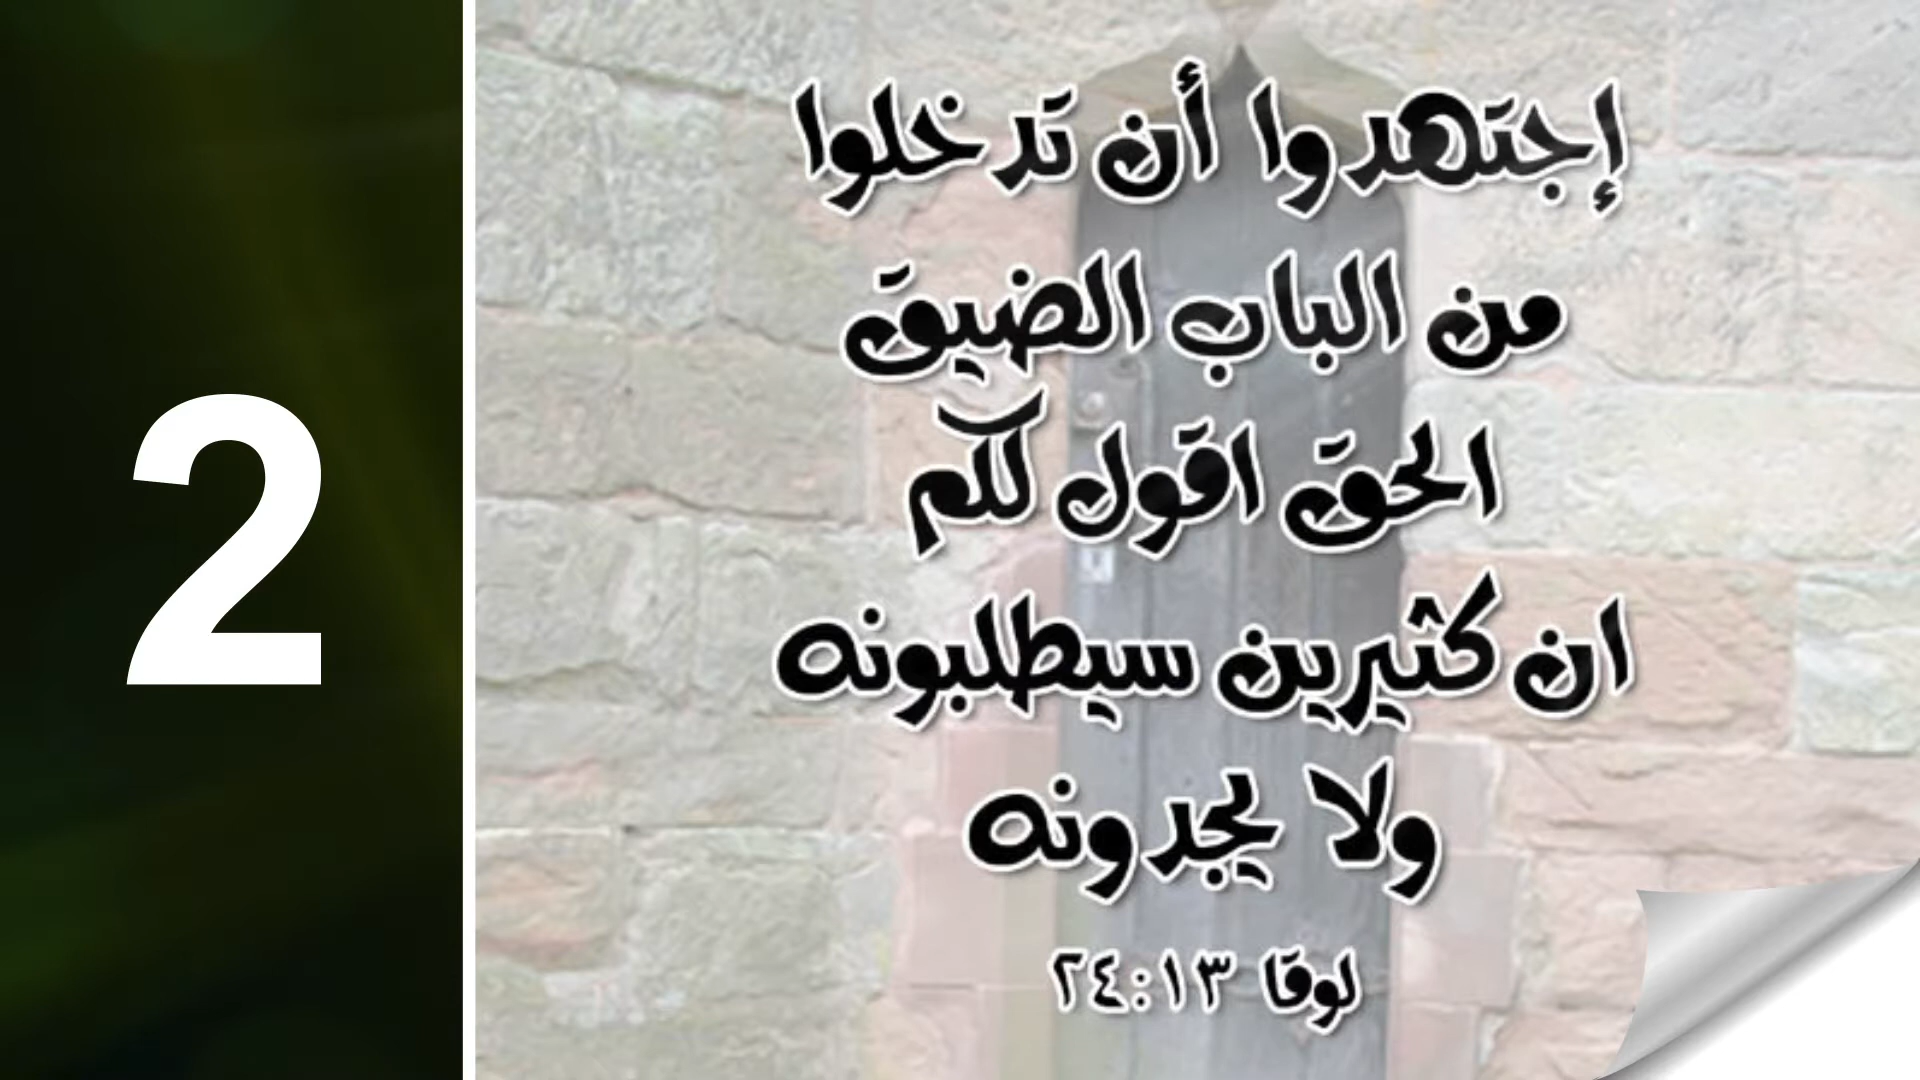 2
إجتهدوا أن تدخلوا
من الباب الضيق
الحق اقول لكم
ان كثيرين سيطلبونه
ولا يجدونه
لوقا ٢٤:١٣